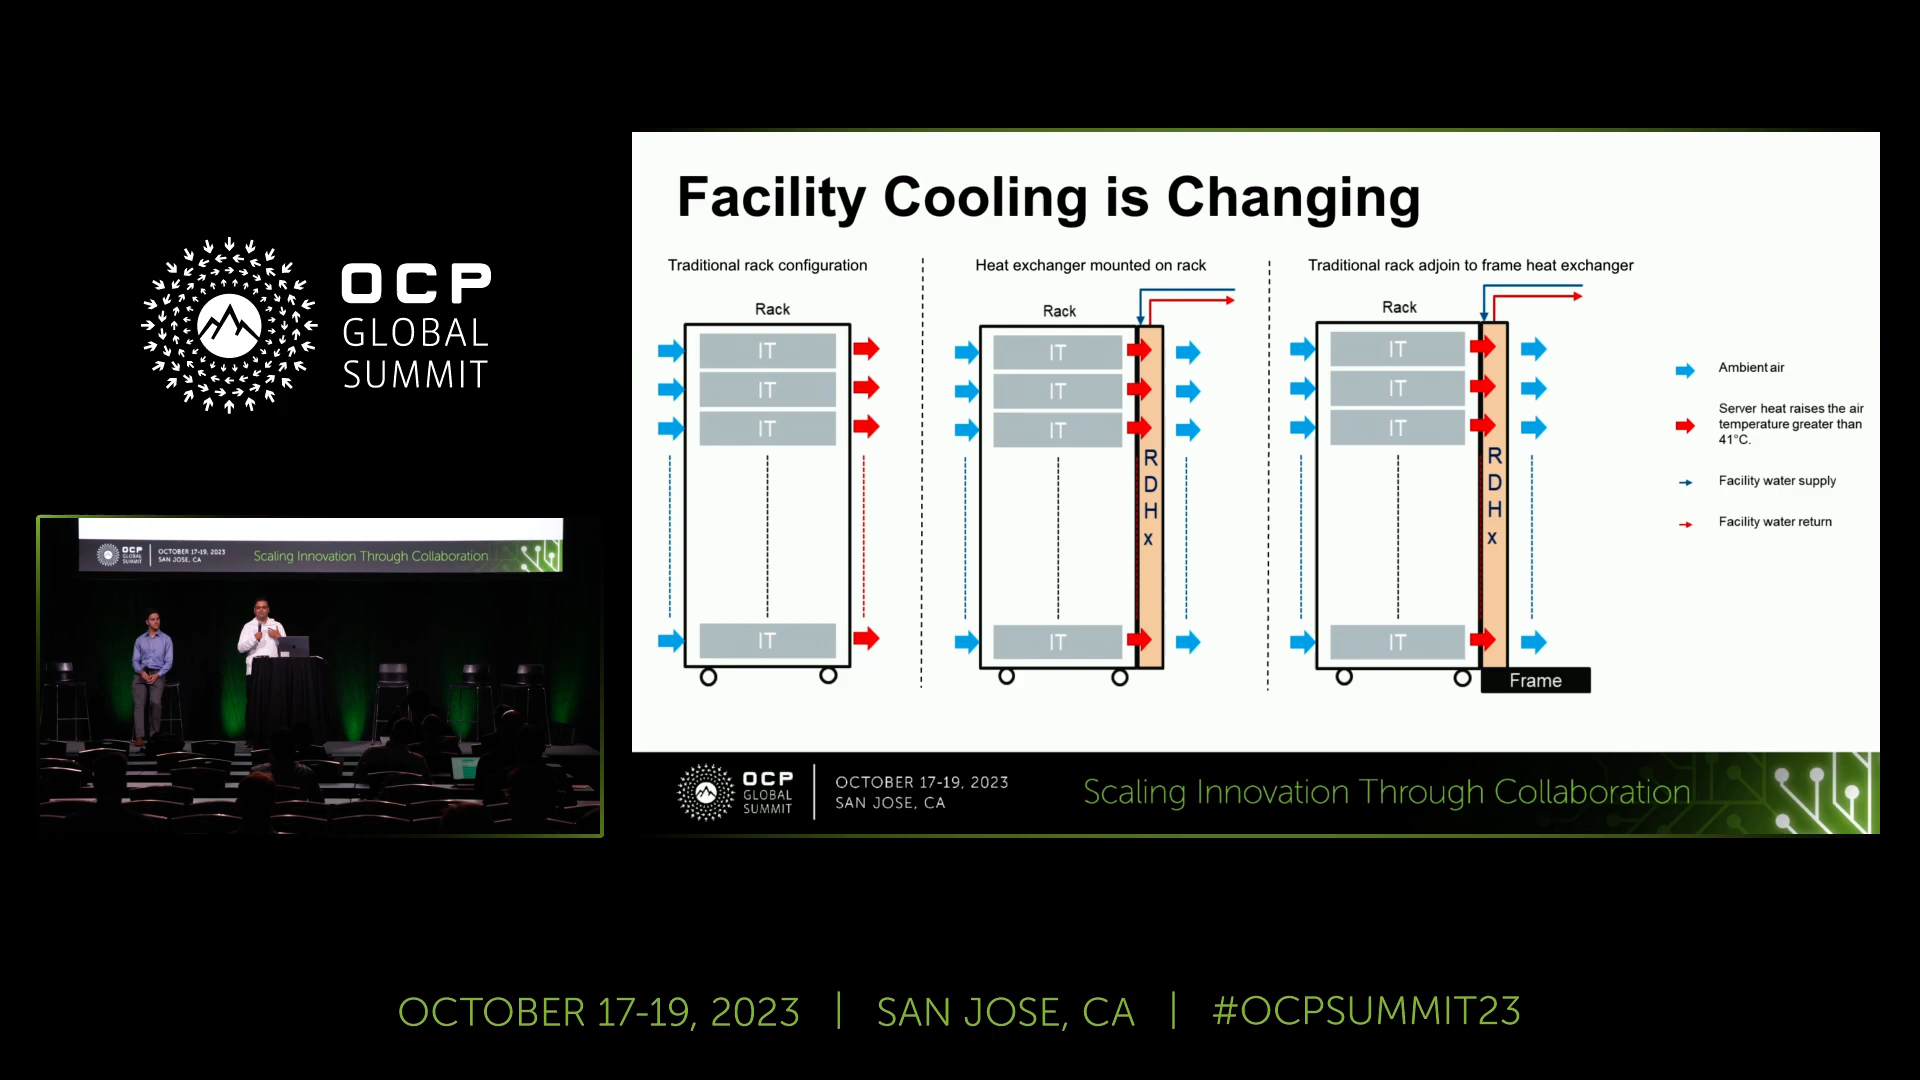 OCP
GLOBAL
SUMMIT
OCP
GLOBAL
SUMMIT
OCTOBER 17-19, 2023
SAN JOSE, CA
Scaling Innovation Through Collaboration
Facility Cooling is Changing
Traditional rack configuration
Rack
IT
IT
IT
IT
Heat exchanger mounted on rack
Rack
IT
IT
IT
IT
R
D
H
x
Traditional rack adjoin to frame heat exchanger
Rack
IT
IT
IT
IT
R
D
H
x
Frame
Ambient air
Server heat raises the air
temperature greater than
41°C.
Facility water supply
Facility water return
OCP
GLOBAL
SUMMIT
OCTOBER 17-19, 2023
SAN JOSE, CA
Scaling Innovation Through Collaboration
OCTOBER 17-19, 2023 | SAN JOSE, CA | #OCPSUMMIT23